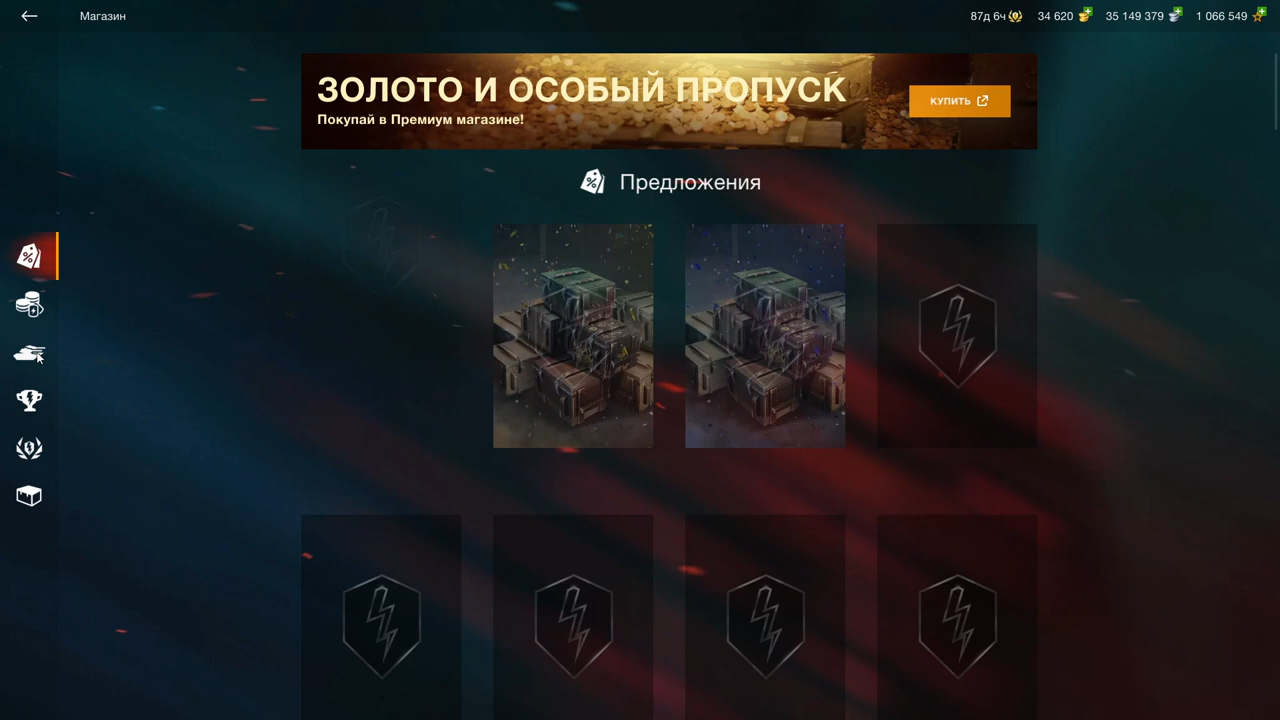 Магазин
87д 6ч
34 620
35 149 379
1 066 549
ЗОЛОТО И ОСОБЫЙ ПРОПУСК
Покупай в Премиум магазине!
КУПИТЬ
Предложения